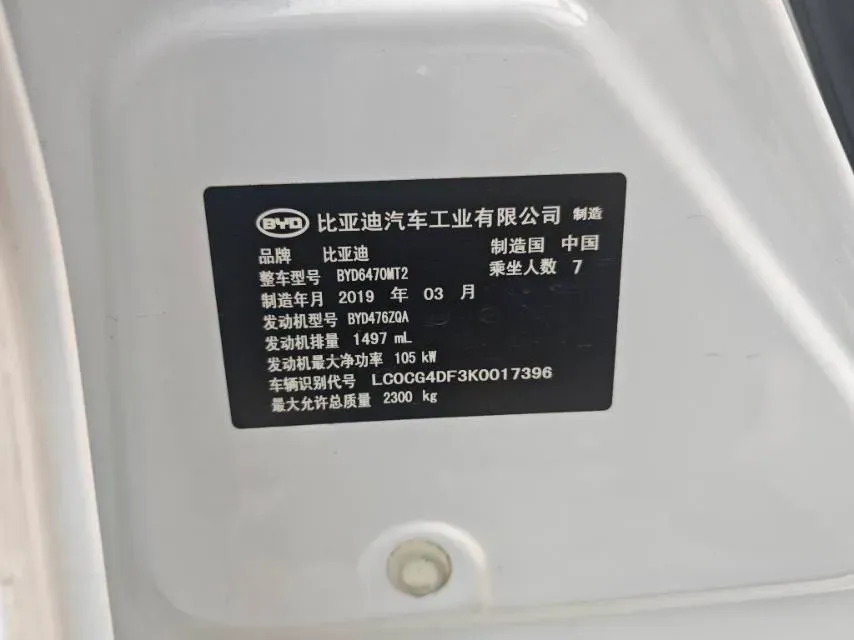 BYD 比亚迪汽车工业有限公司 制造
品牌 比亚迪 制造国 中国
整车型号 BYD6470MT2 乘坐人数 7
制造年月 2019 年 03 月
发动机型号 BYD476ZQA
发动机排量 1497 mL
发动机最大净功率 105 kW
车辆识别代号 LC0CG4DF3K0017396
最大允许总质量 2300 kg